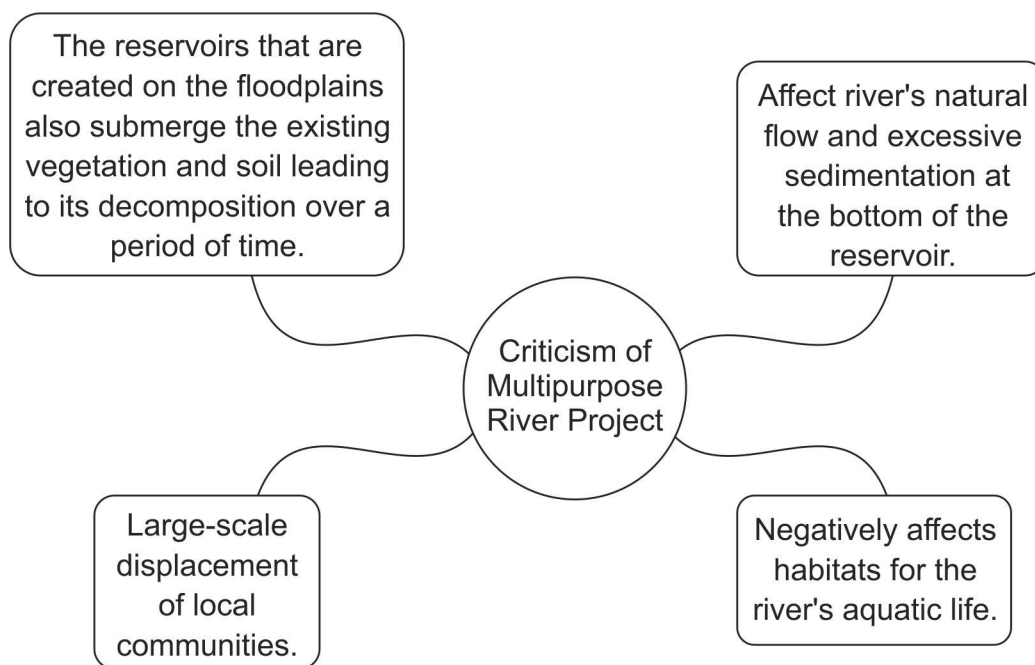 The reservoirs that are
created on the floodplains
also submerge the existing
vegetation and soil leading
to its decomposition over a
period of time.
Affect river's natural
flow and excessive
sedimentation at
the bottom of the
reservoir.
Criticism of
Multipurpose
River Project
Large-scale
displacement
of local
communities.
Negatively affects
habitats for the
river's aquatic life.